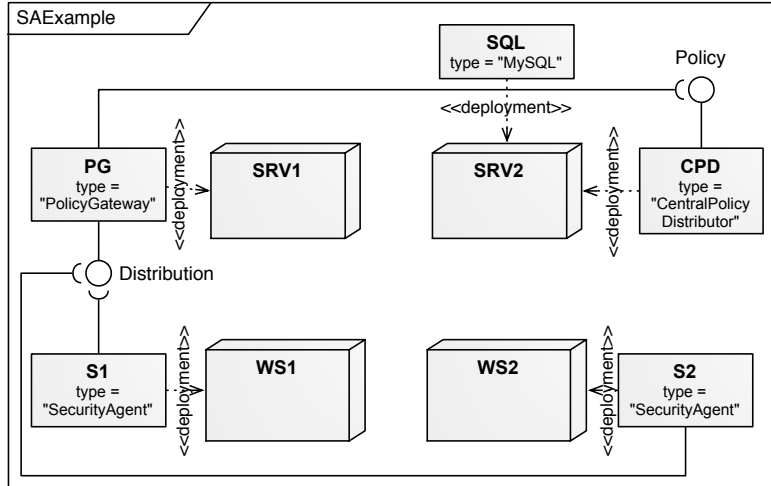 SAExample
SQL
type = "MySQL"
Policy
<<deployment>>
PG
type =
"PolicyGateway"
<<deployment>>
SRV1
SRV2
<<deployment>>
CPD
type =
"CentralPolicy
Distributor"
Distribution
S1
type =
"SecurityAgent"
<<deployment>>
WS1
WS2
<<deployment>>
S2
type =
"SecurityAgent"